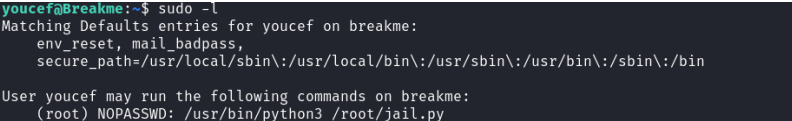 youcef@Breakme:~$ sudo -l
Matching Defaults entries for youcef on breakme:
    env_reset, mail_badpass,
    secure_path=/usr/local/sbin\:/usr/local/bin\:/usr/sbin\:/usr/bin\:/sbin\:/bin

User youcef may run the following commands on breakme:
    (root) NOPASSWD: /usr/bin/python3 /root/jail.py